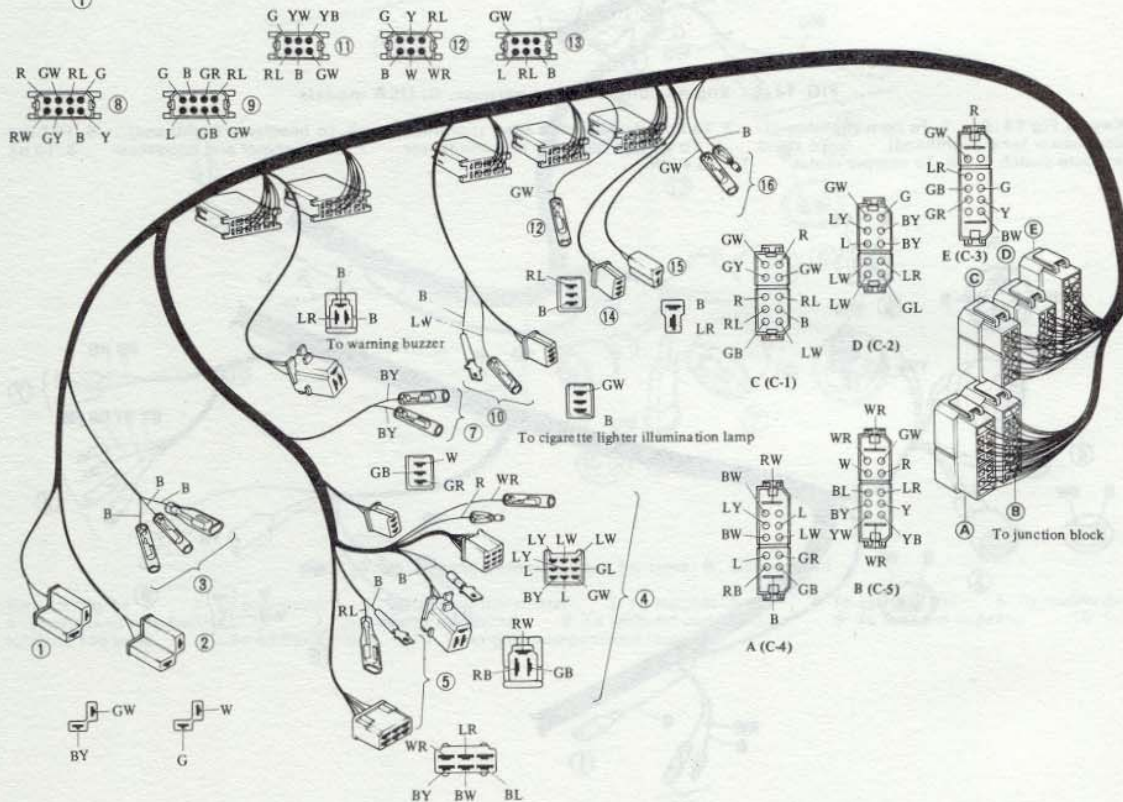 ①
G YW YB
⑪
RL B GW
G Y RL
⑫
B W WR
GW
⑬
L RL B
R GW RL G
⑧
RW GY B Y
G B GR RL
⑨
GB GW
B
GW
⑯
GW
⑫
RL
B
⑭
⑮
B
LR
B
LR B
To warning buzzer
B
LW
BY
BY
⑦
⑩
GW
B
To cigarette lighter illumination lamp
W
GB
GR
R
GW
LR
GB G
GR Y
BW
E (C-3)
GW G
LY BY
L BY
LW LR
LW GL
D (C-2)
GW R
GY GW
R RL
RL B
GB LW
C (C-1)
Ⓔ
Ⓓ
Ⓒ
Ⓐ
Ⓑ
To junction block
WR
WR GW
W R
BL LR
BY Y
YW YB
WR
B (C-5)
RW
BW
LY L
BW LW
L GR
RB GB
B
A (C-4)
B
B
B
③
①
②
R WR
LY LW LW
LY
L GL
BY L GW
④
B
B
RL
⑤
RW
RB GB
GW
BY
W
G
LR
WR
BY BW BL